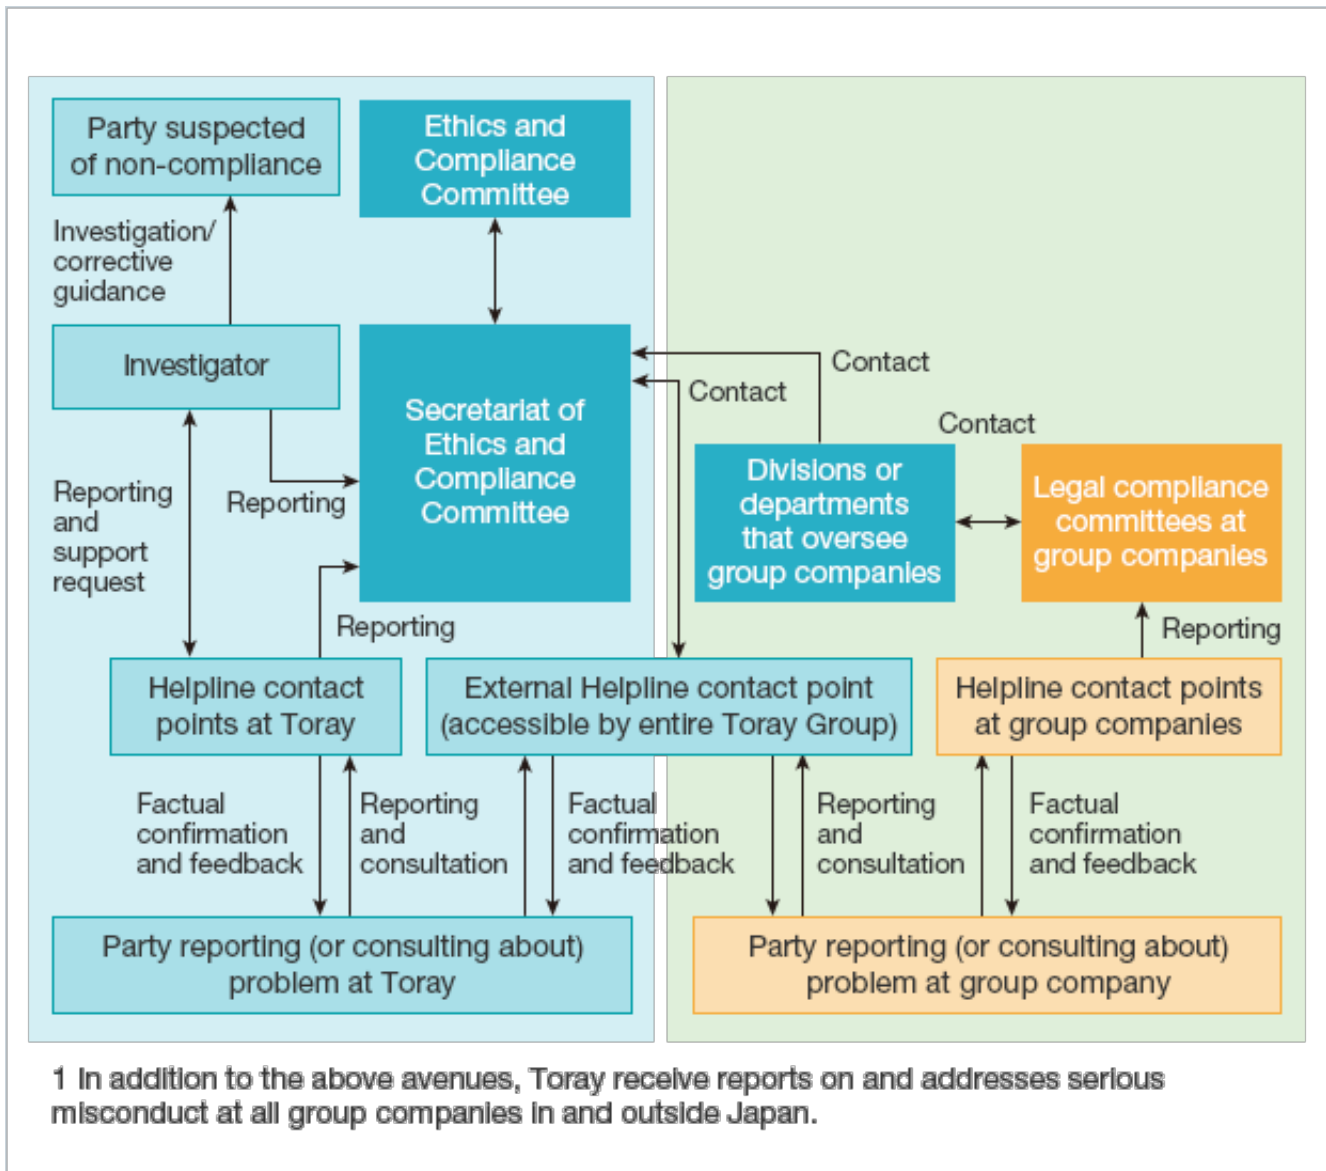 Party suspected
of non-compliance
Ethics and
Compliance
Committee
Investigation/
corrective
guidance
Investigator
Secretariat of
Ethics and
Compliance
Committee
Contact
Contact
Contact
Divisions or
departments
that oversee
group companies
Legal compliance
committees at
group companies
Reporting
and
support
request
Reporting
Reporting
Reporting
Helpline contact
points at Toray
External Helpline contact point
(accessible by entire Toray Group)
Helpline contact points
at group companies
Factual
confirmation
and feedback
Reporting
and
consultation
Factual
confirmation
and feedback
Reporting
and
consultation
Factual
confirmation
and feedback
Party reporting (or consulting about)
problem at Toray
Party reporting (or consulting about)
problem at group company
1 In addition to the above avenues, Toray receive reports on and addresses serious
misconduct at all group companies in and outside Japan.